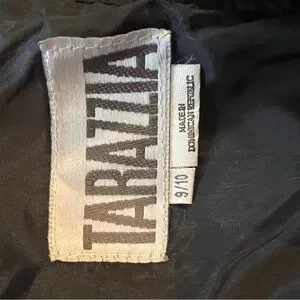 TARAZZIA
MADE IN
DOMINICAN REPUBLIC
9/10